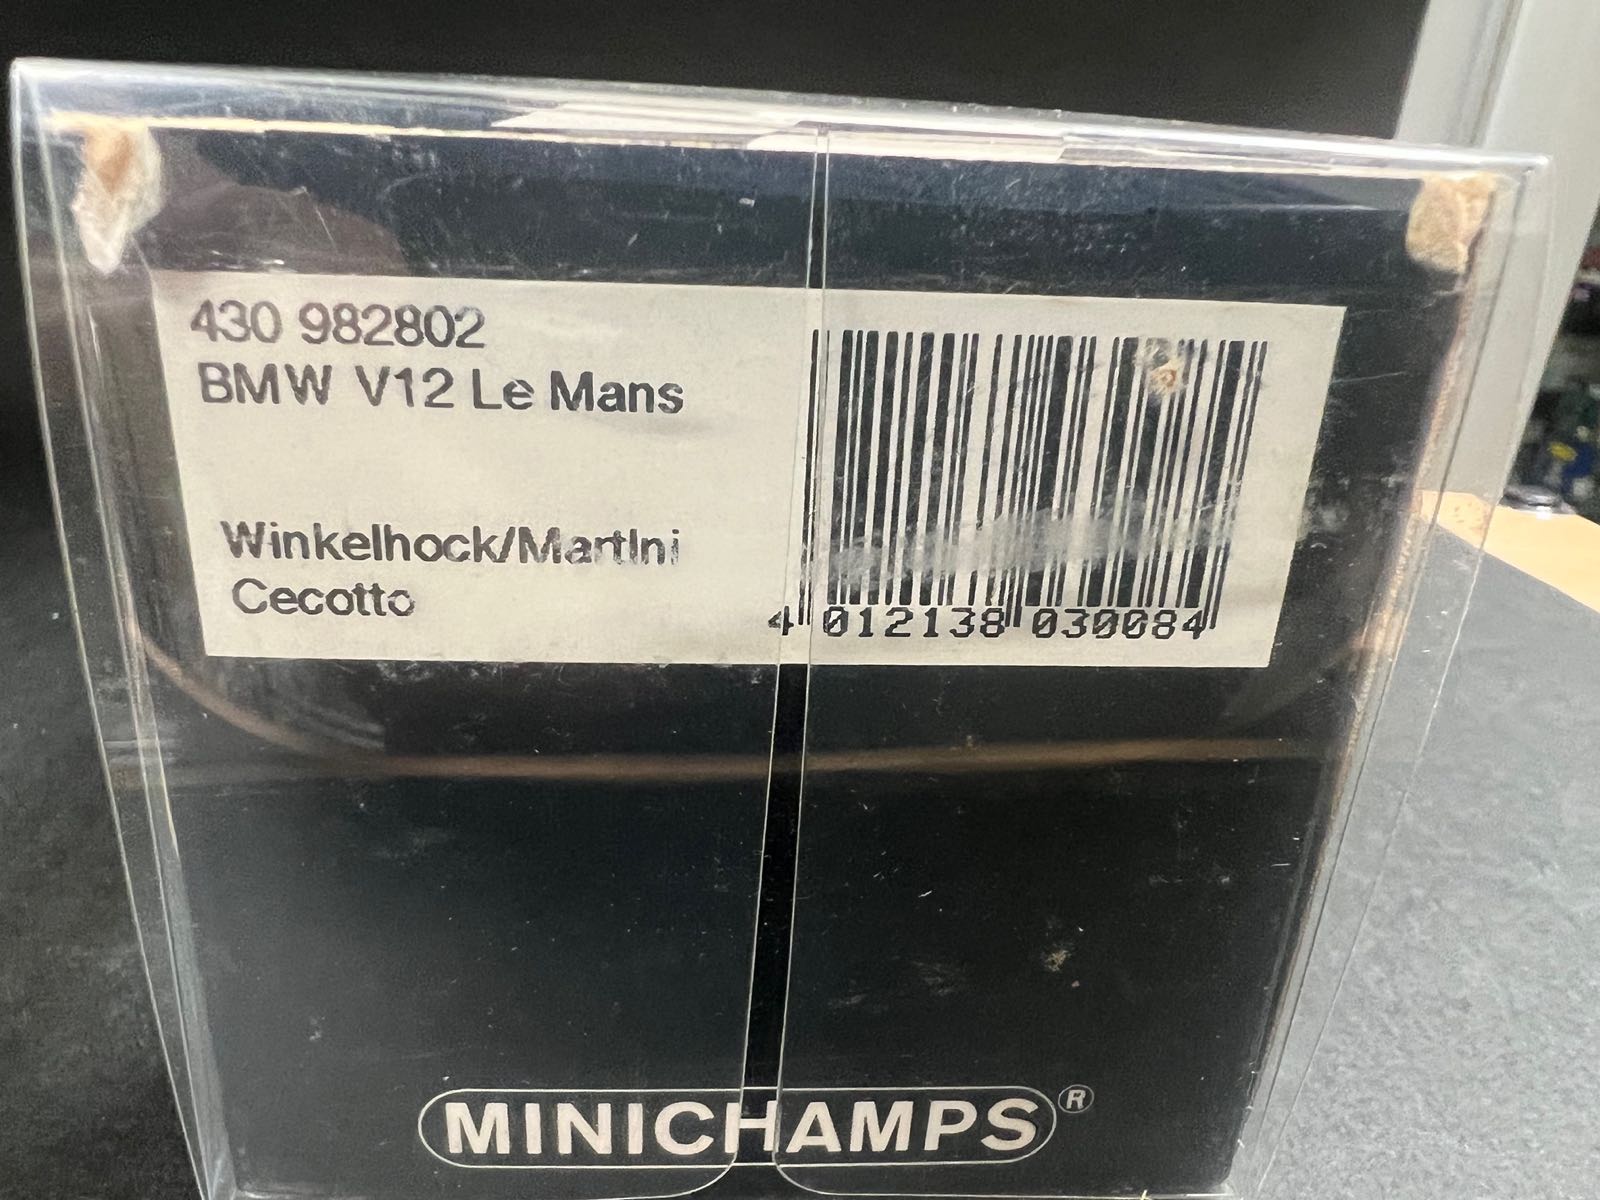 430 982802
BMW V12 Le Mans
Winkelhock/Martini
Cecotto
4 012138 030084
MINICHAMPS®